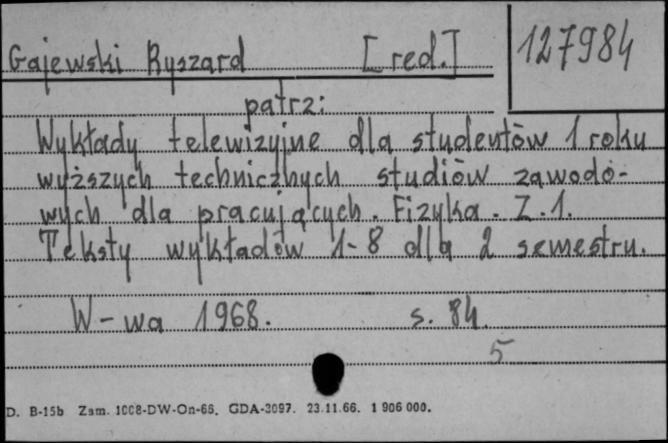 Gajewski Ryszard [red.] 127984
patrz:
Wykłady telewizyjne dla studentów 1 roku
wyższych technicznych studiów zawodo-
wych dla pracujących. Fizyka. Z.1.
Teksty wykładów 1-8 dla 2 semestru.
W-wa 1968. s. 84.
5
D. B-15b Zam. 1008-DW-On-66. GDA-3097. 23.11.66. 1 906 000.